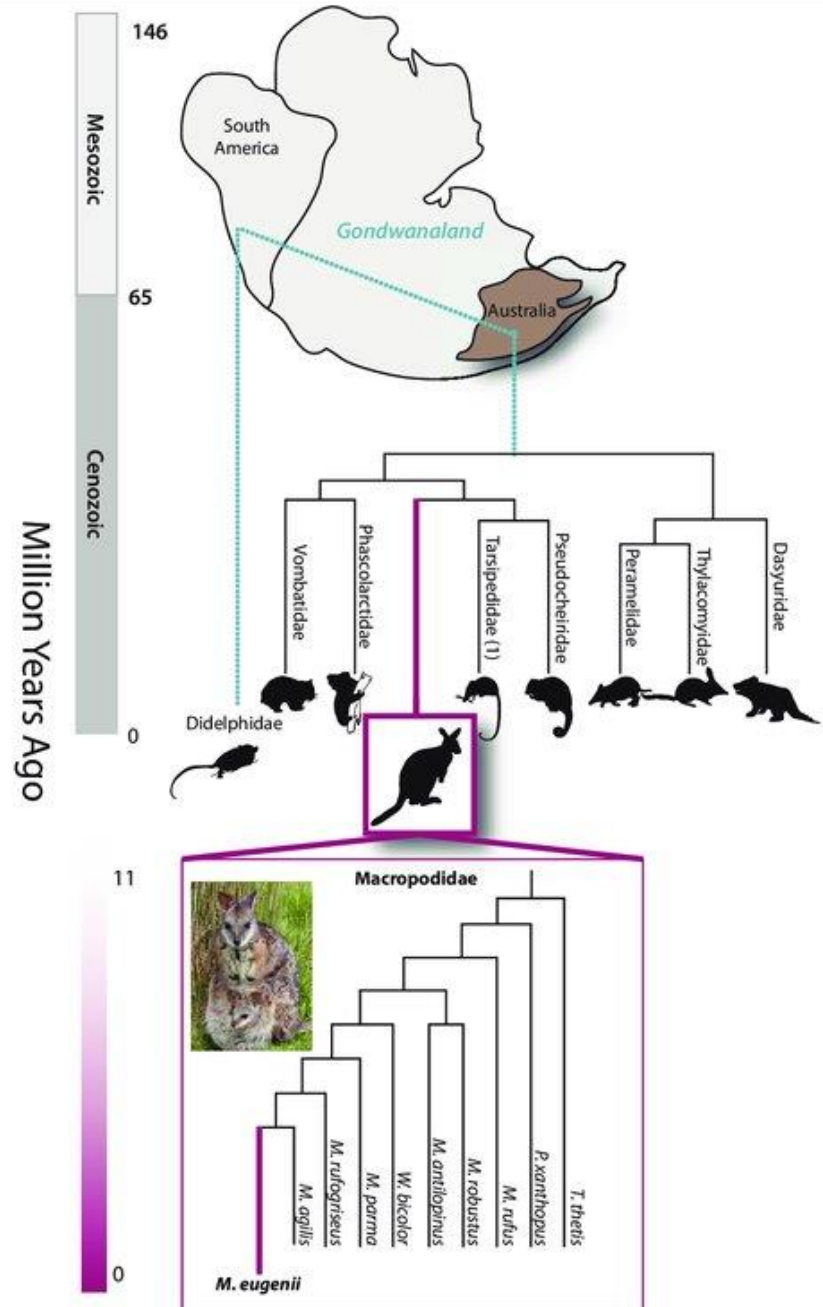 146
Mesozoic
South
America
Gondwanaland
65
Australia
Cenozoic
Million Years Ago
Vombatidae
Phascolarctidae
Tarsipedidae (1)
Pseudocheiridae
Peramelidae
Thylacomyidae
Dasyuridae
Didelphidae
0
11
Macropodidae
M. agilis
M. rufogriseus
M. parma
W. bicolor
M. antilopinus
M. robustus
M. rufus
P. xanthopus
T. thetis
0
M. eugenii